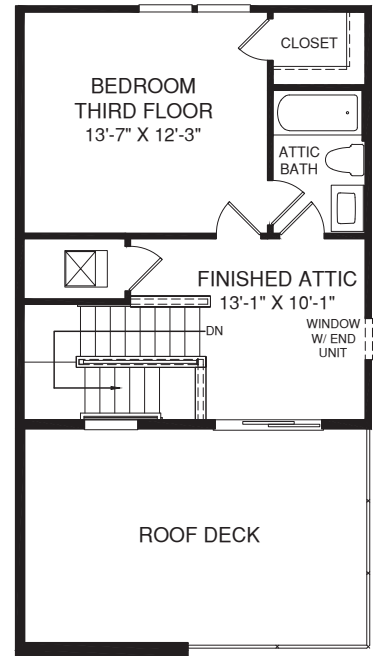 CLOSET
BEDROOM
THIRD FLOOR
13'-7" X 12'-3"
ATTIC
BATH
FINISHED ATTIC
13'-1" X 10'-1"
DN
WINDOW
W/ END
UNIT
ROOF DECK